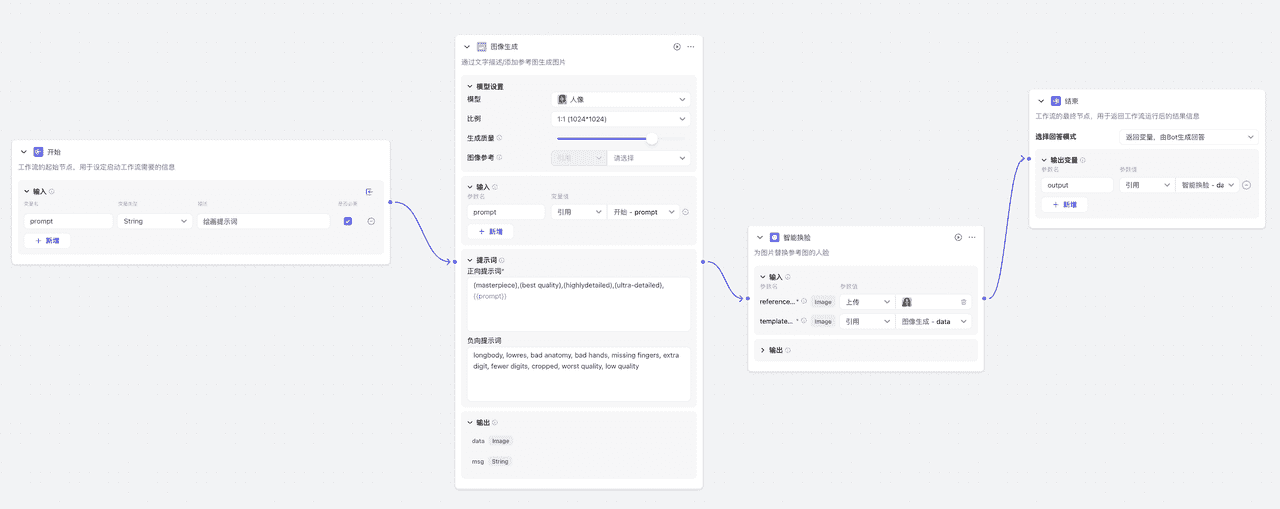 开始
工作流的起始节点，用于设定启动工作流需要的信息
输入
变量名 变量类型 描述 是否必要
prompt String 绘画提示词
+ 新增
图像生成
通过文字描述/添加参考图生成图片
模型设置
模型 人像
比例 1:1 (1024*1024)
生成质量
图像参考 请选择
输入
参数名 变量值
prompt 引用 开始 - prompt
+ 新增
提示词
正向提示词*
(masterpiece),(best quality),(highlydetailed),(ultra-detailed),
{{prompt}}
负向提示词
longbody, lowres, bad anatomy, bad hands, missing fingers, extra
digit, fewer digits, cropped, worst quality, low quality
输出
data Image
msg String
智能换脸
为图片替换参考图的人脸
输入
参数名 参数值
reference... * Image 上传
template... * Image 引用 图像生成 - data
输出
结束
工作流的最终节点，用于返回工作流运行后的结果信息
选择回答模式 返回变量，由Bot生成回答
输出变量
参数名 参数值
output 引用 智能换脸 - da
+ 新增